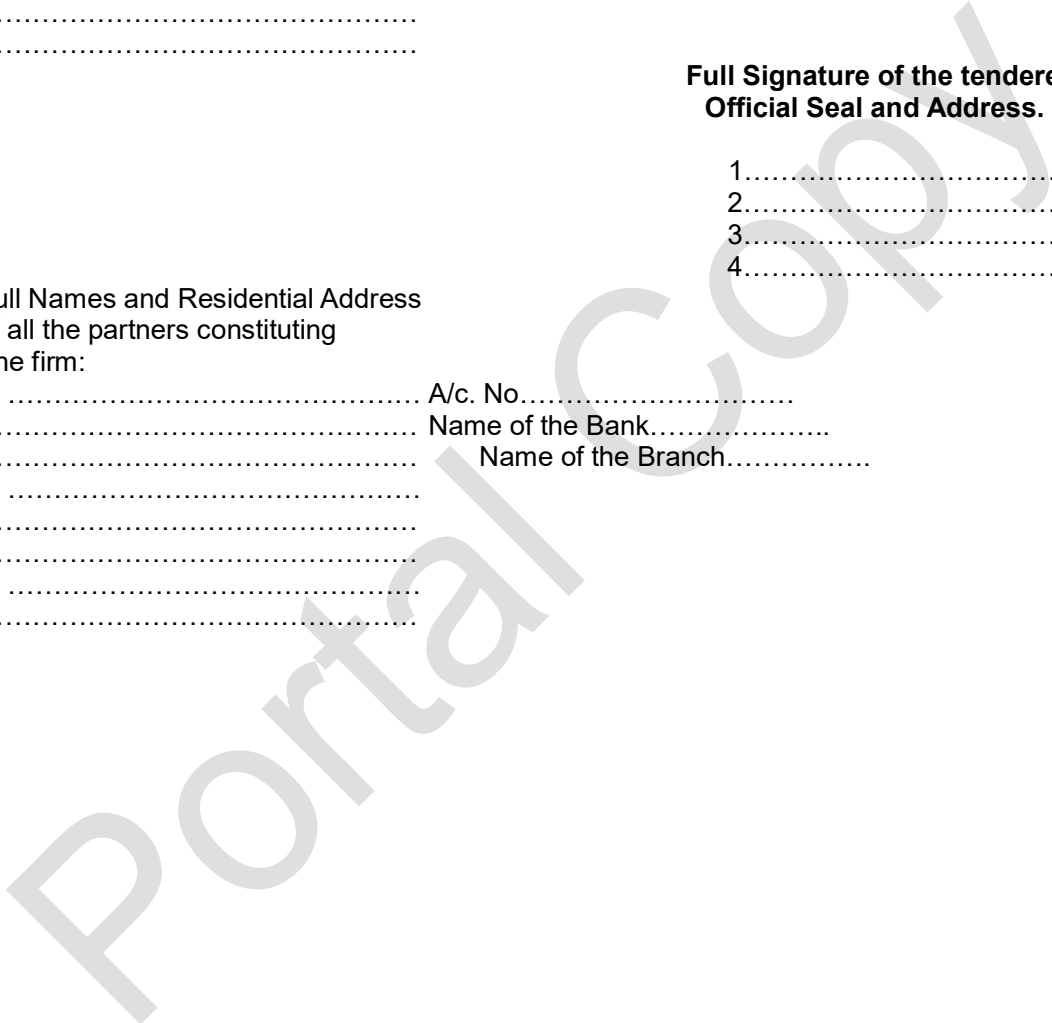 ……………………………………………
……………………………………………
Full Signature of the tendere
Official Seal and Address.
1……………………………
2……………………………
3……………………………
4……………………………
ull Names and Residential Address
all the partners constituting
ne firm:
………………………………………… A/c. No…………………………
…………………………………………… Name of the Bank………………..
…………………………………………… Name of the Branch…………….
…………………………………………
……………………………………………
……………………………………………
…………………………………………
……………………………………………
Portal Copy